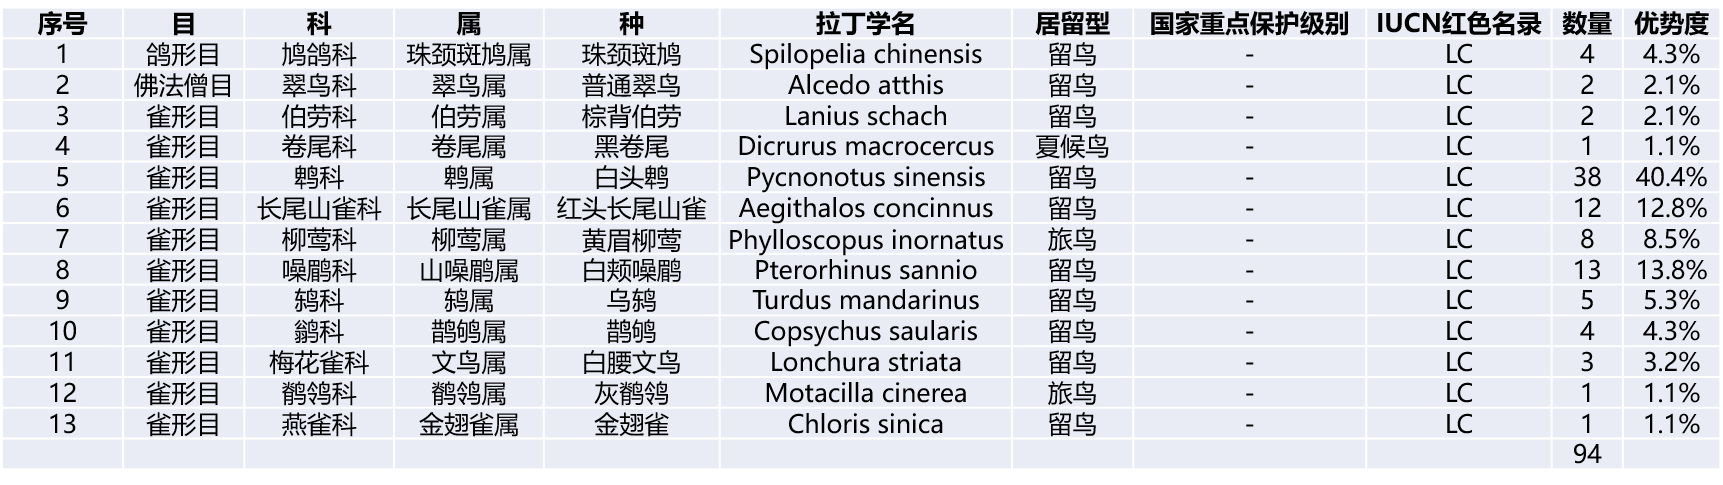 序号 目 科 属 种 拉丁学名 居留型 国家重点保护级别 IUCN红色名录 数量 优势度
1 鸽形目 鸠鸽科 珠颈斑鸠属 珠颈斑鸠 Spilopelia chinensis 留鸟 - LC 4 4.3%
2 佛法僧目 翠鸟科 翠鸟属 普通翠鸟 Alcedo atthis 留鸟 - LC 2 2.1%
3 雀形目 伯劳科 伯劳属 棕背伯劳 Lanius schach 留鸟 - LC 2 2.1%
4 雀形目 卷尾科 卷尾属 黑卷尾 Dicrurus macrocercus 夏候鸟 - LC 1 1.1%
5 雀形目 鹎科 鹎属 白头鹎 Pycnonotus sinensis 留鸟 - LC 38 40.4%
6 雀形目 长尾山雀科 长尾山雀属 红头长尾山雀 Aegithalos concinnus 留鸟 - LC 12 12.8%
7 雀形目 柳莺科 柳莺属 黄眉柳莺 Phylloscopus inornatus 旅鸟 - LC 8 8.5%
8 雀形目 噪鹛科 山噪鹛属 白颊噪鹛 Pterorhinus sannio 留鸟 - LC 13 13.8%
9 雀形目 鸫科 鸫属 乌鸫 Turdus mandarinus 留鸟 - LC 5 5.3%
10 雀形目 鹟科 鹊鸲属 鹊鸲 Copsychus saularis 留鸟 - LC 4 4.3%
11 雀形目 梅花雀科 文鸟属 白腰文鸟 Lonchura striata 留鸟 - LC 3 3.2%
12 雀形目 鹡鸰科 鹡鸰属 灰鹡鸰 Motacilla cinerea 旅鸟 - LC 1 1.1%
13 雀形目 燕雀科 金翅雀属 金翅雀 Chloris sinica 留鸟 - LC 1 1.1%
94